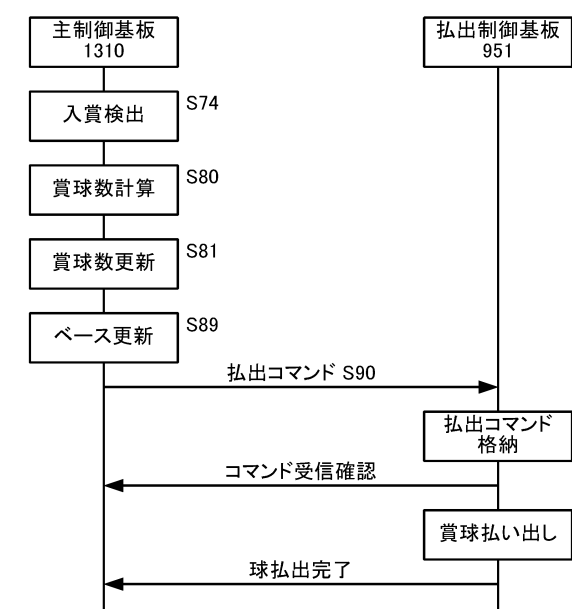 主制御基板
1310
払出制御基板
951
入賞検出
S74
賞球数計算
S80
賞球数更新
S81
ベース更新
S89
払出コマンド S90
払出コマンド
格納
コマンド受信確認
賞球払い出し
球払出完了